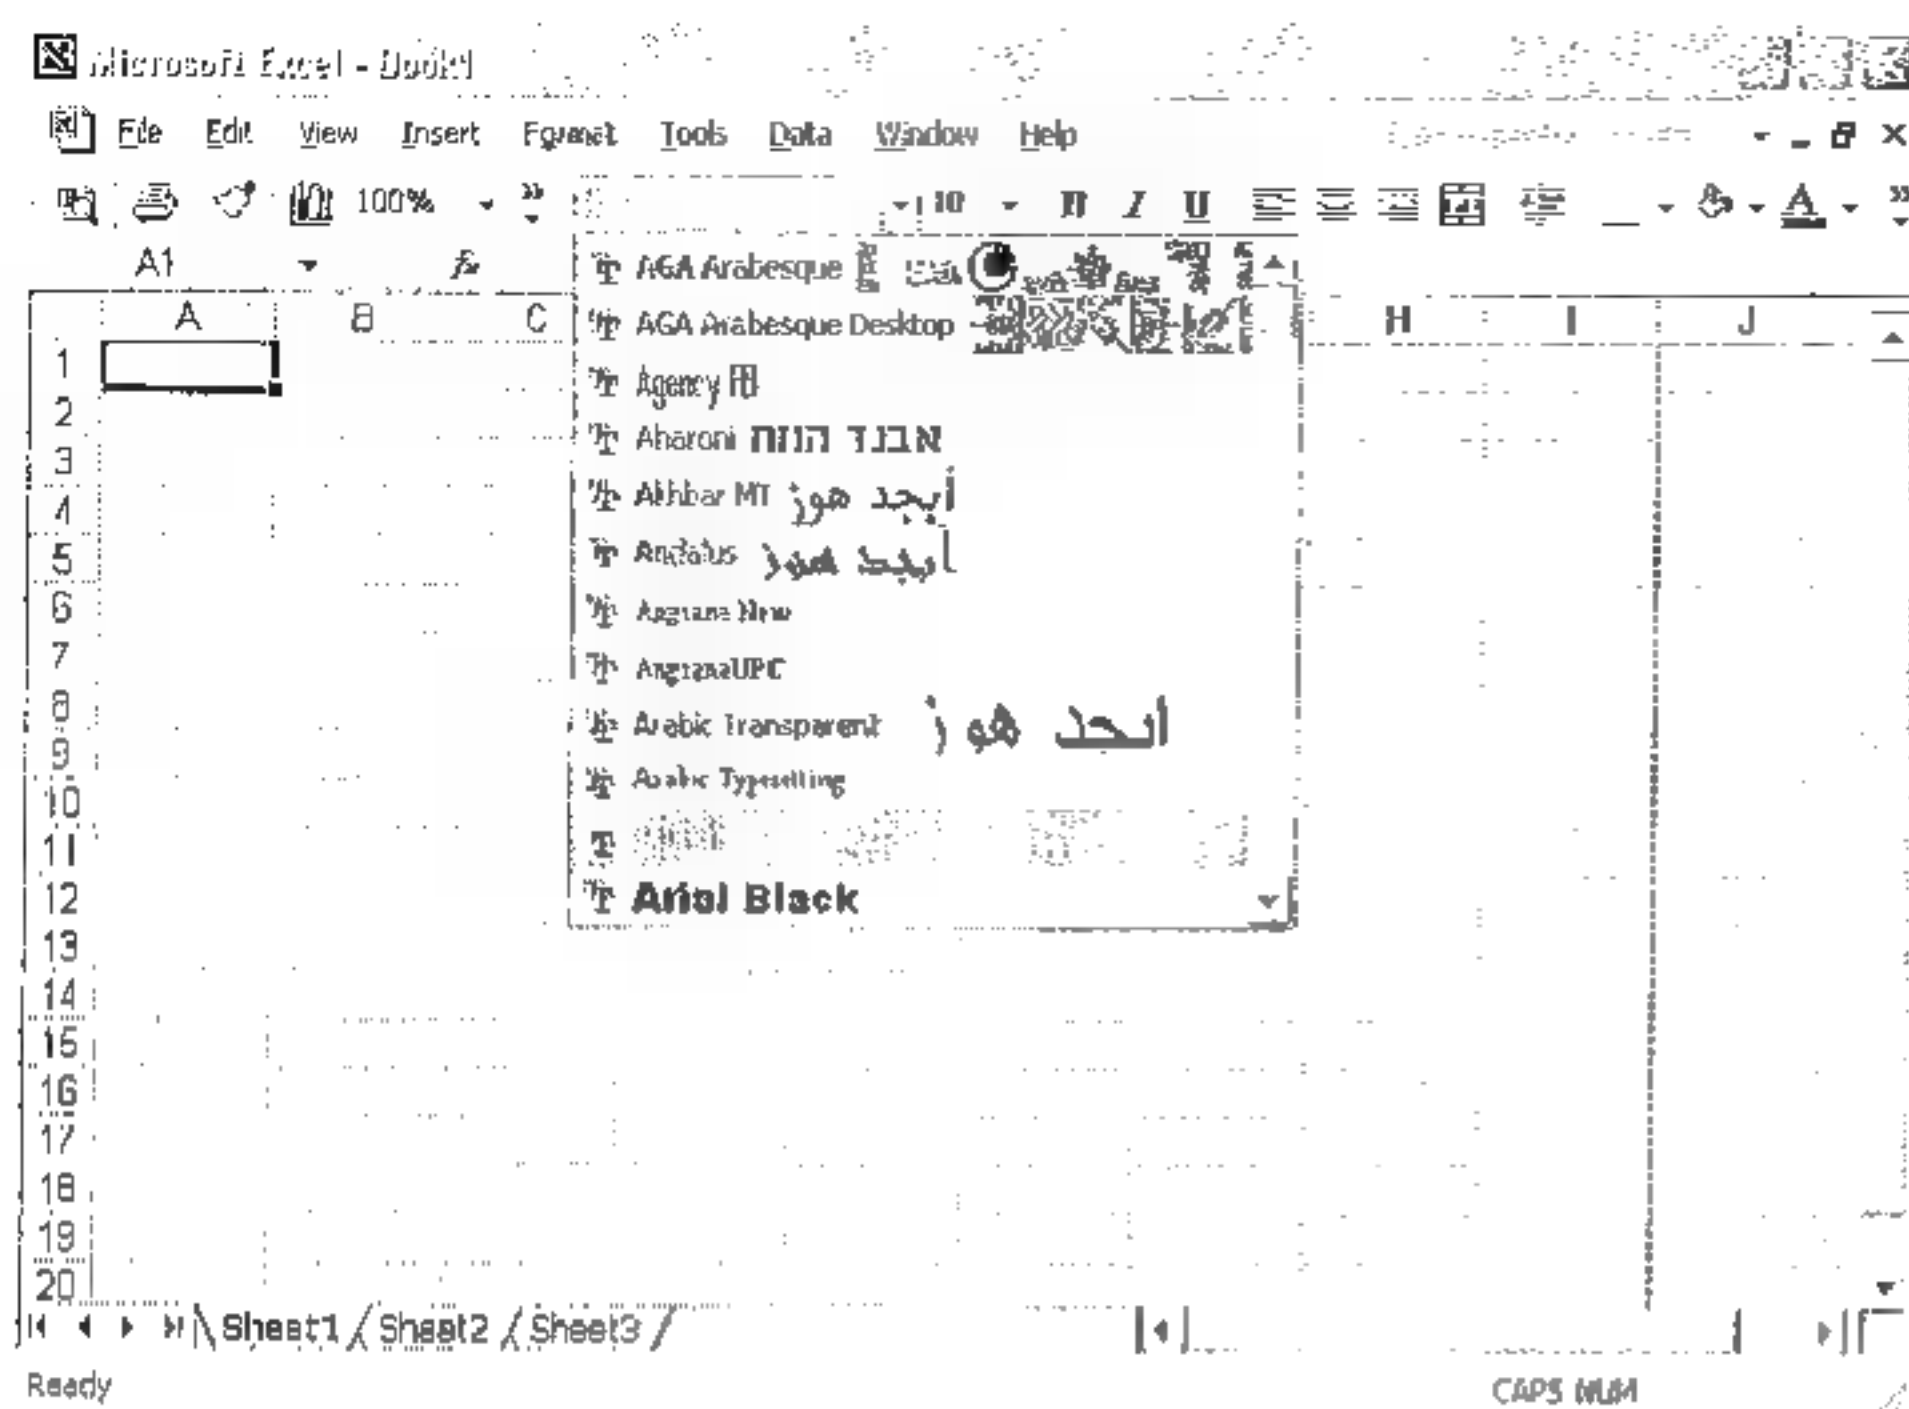 Microsoft Excel - Book1
File Edit View Insert Format Tools Data Window Help
100% » 10 B I U A »
A1 fx
A B C H I J
AGA Arabesque
AGA Arabesque Desktop
Agency FB
Aharoni אבגד הוזח
Akhbar MT أبجد هوز
Andalus أبجد هوز
Angsana New
AngsanaUPC
Arabic Transparent أبجد هوز
Arabic Typesetting
Arial Black
1
2
3
4
5
6
7
8
9
10
11
12
13
14
15
16
17
18
19
20
Sheet1 Sheet2 Sheet3
Ready CAPS NUM